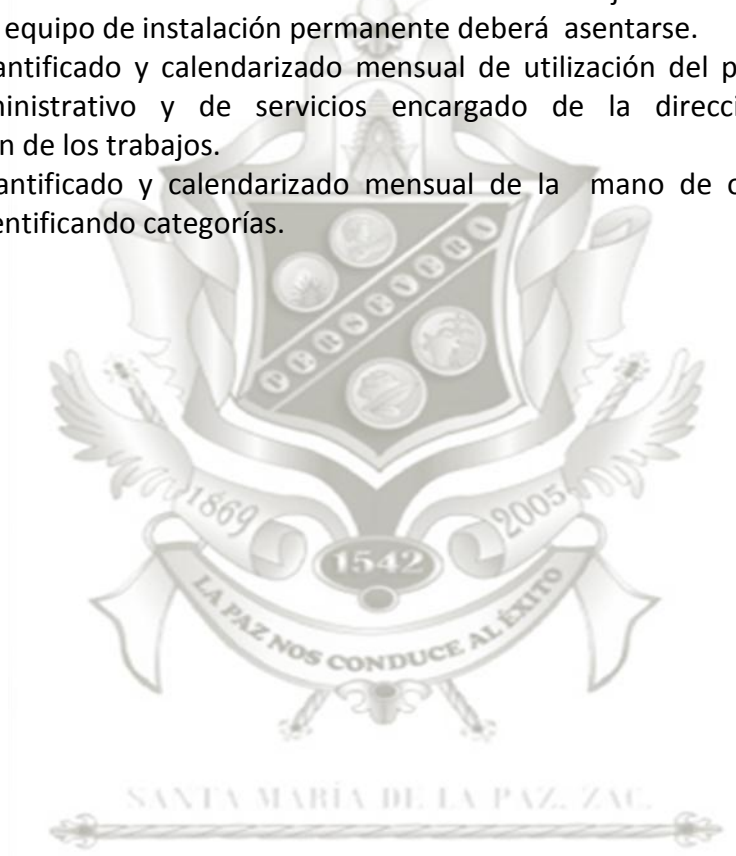 equipo de instalación permanente deberá asentarse.
antificado y calendarizado mensual de utilización del p
ministrativo y de servicios encargado de la direcci
n de los trabajos.
antificado y calendarizado mensual de la mano de
entificando categorías.
PERSEVERA
1869
2005
1542
LA PAZ NOS CONDUCE AL ÉXITO
SANTA MARÍA DE LA PAZ, ZAC.